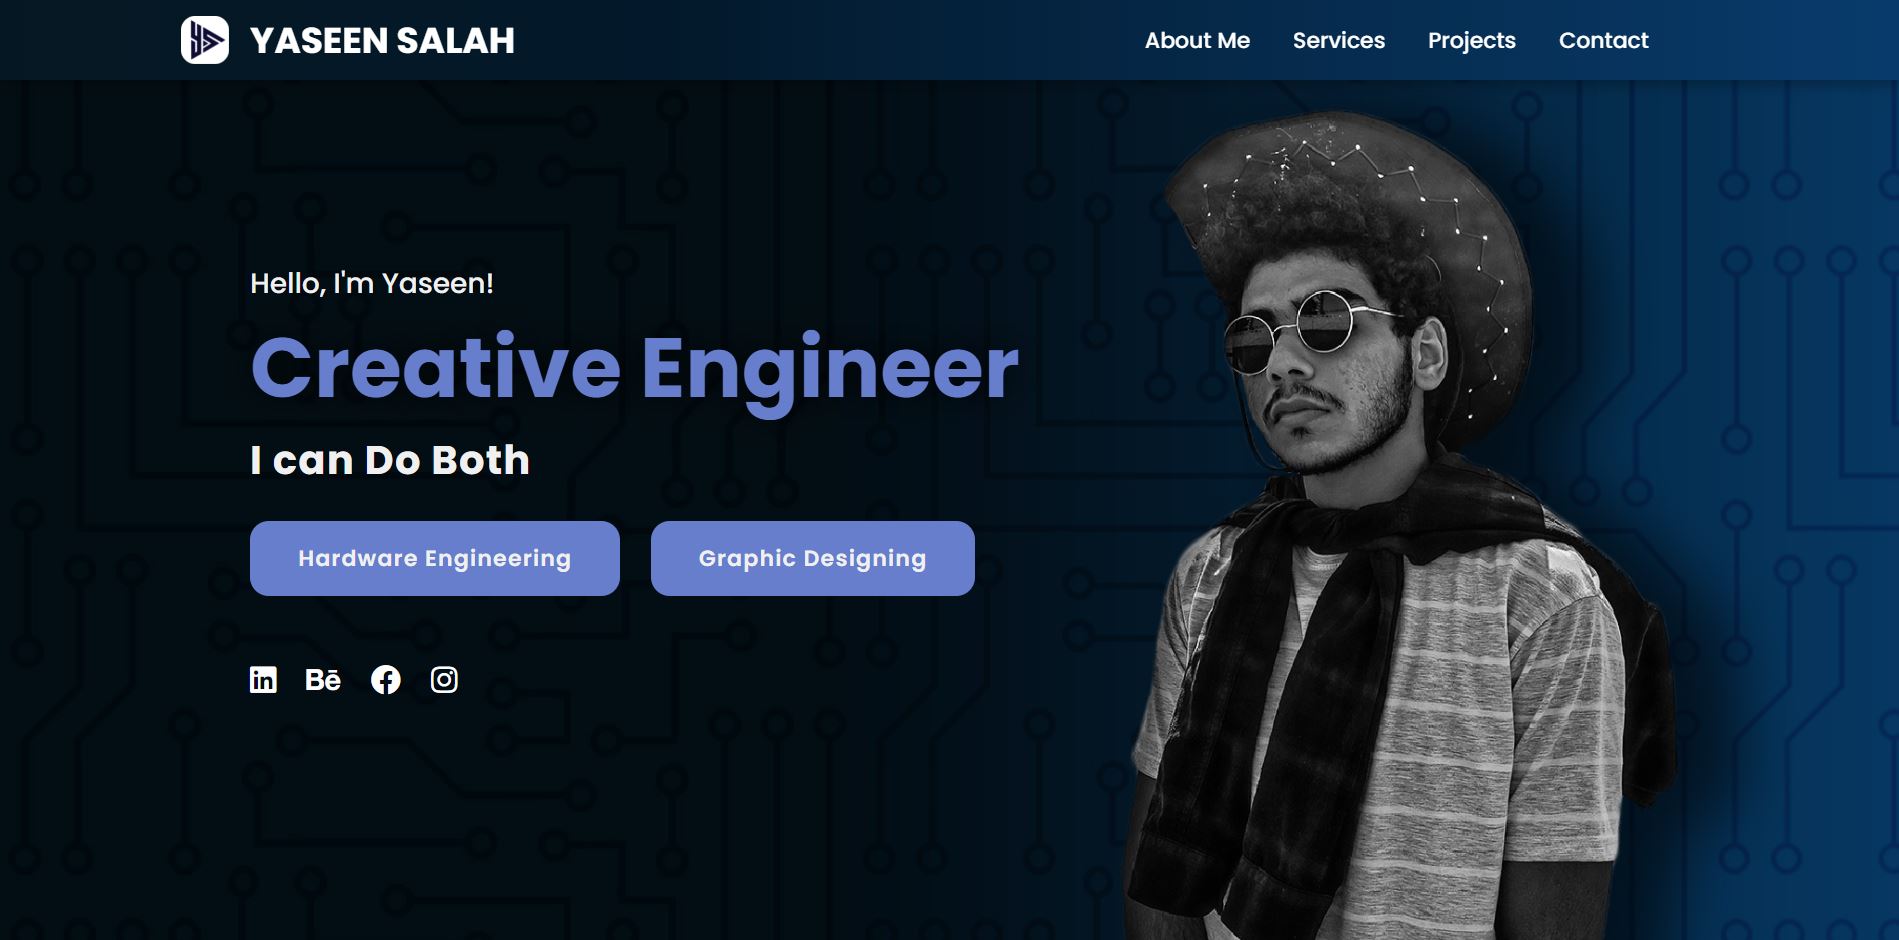 YASEEN SALAH
About Me Services Projects Contact
Hello, I'm Yaseen!
Creative Engineer
I can Do Both
Hardware Engineering Graphic Designing
in Bē